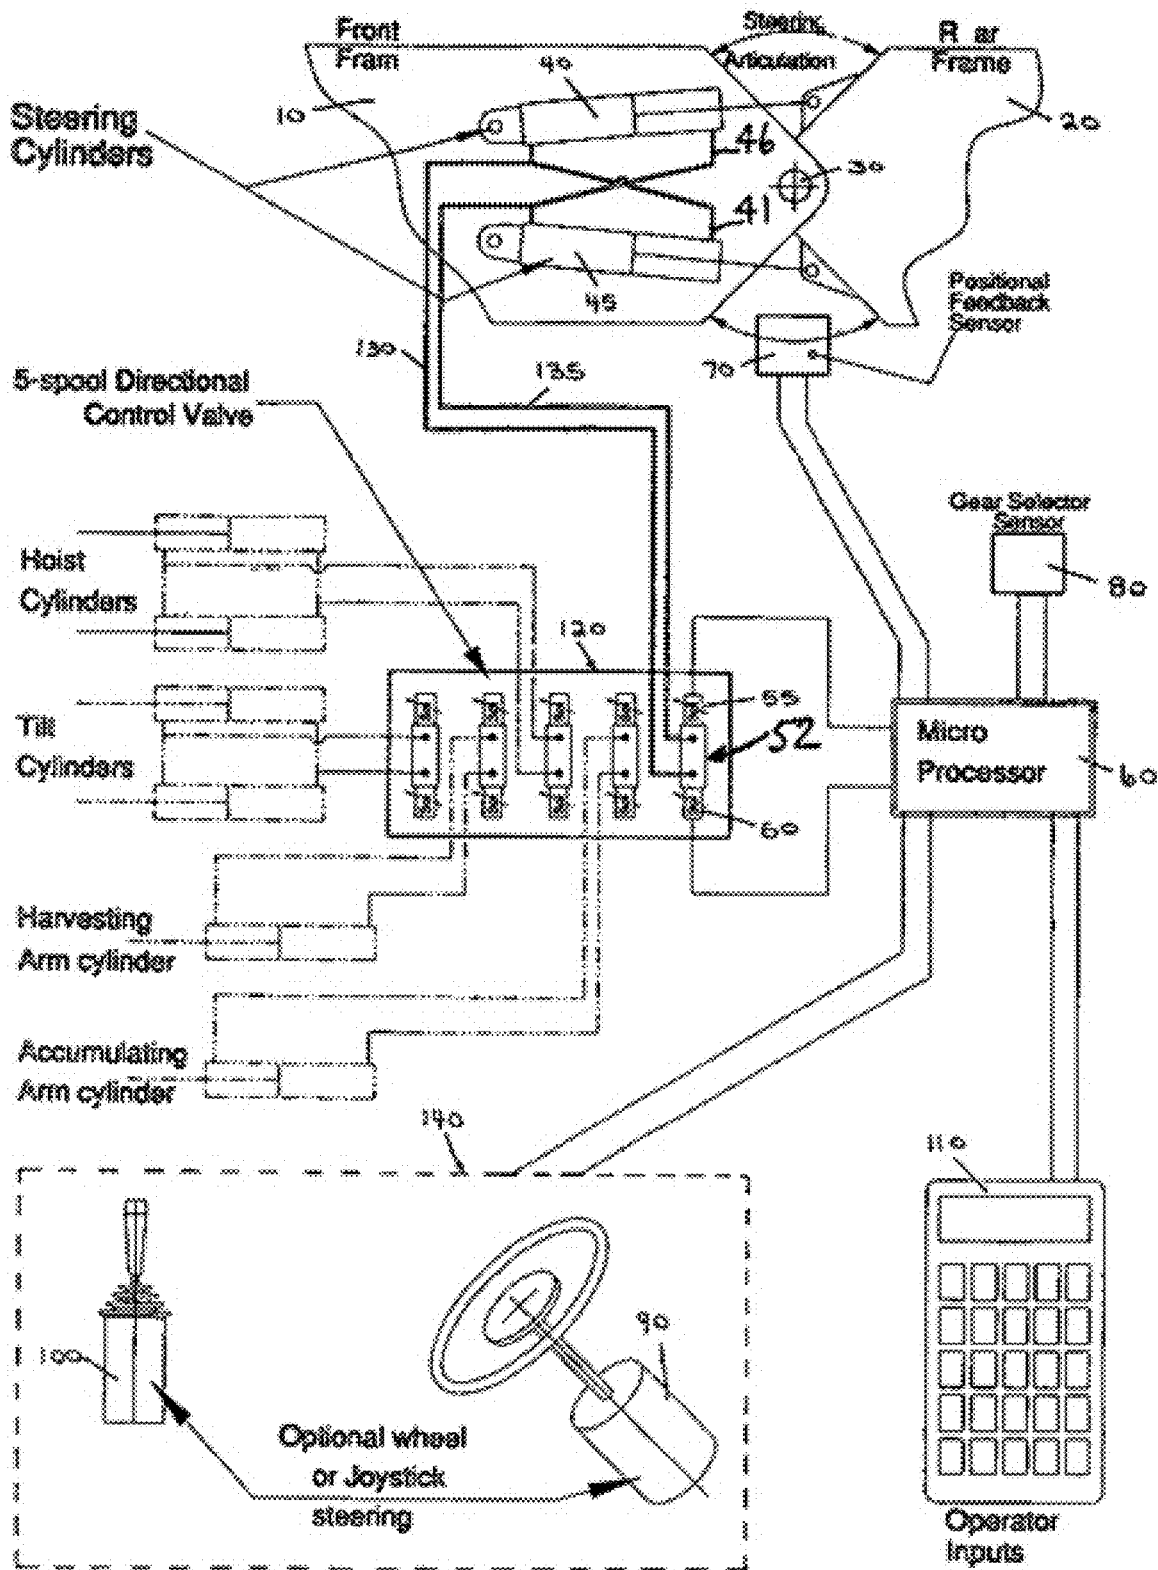 Front
Fram
Steering
Articulation
R ar
Frame
40
10
20
Steering
Cylinders
46
30
41
45
Positional
Feedback
Sensor
130
135
70
5-spool Directional
Control Valve
Gear Selector
Sensor
80
Hoist
Cylinders
120
55
52
Tilt
Cylinders
Micro
Processor
60
60
Harvesting
Arm cylinder
Accumulating
Arm cylinder
140
110
90
100
Optional wheel
or Joystick
steering
Operator
Inputs